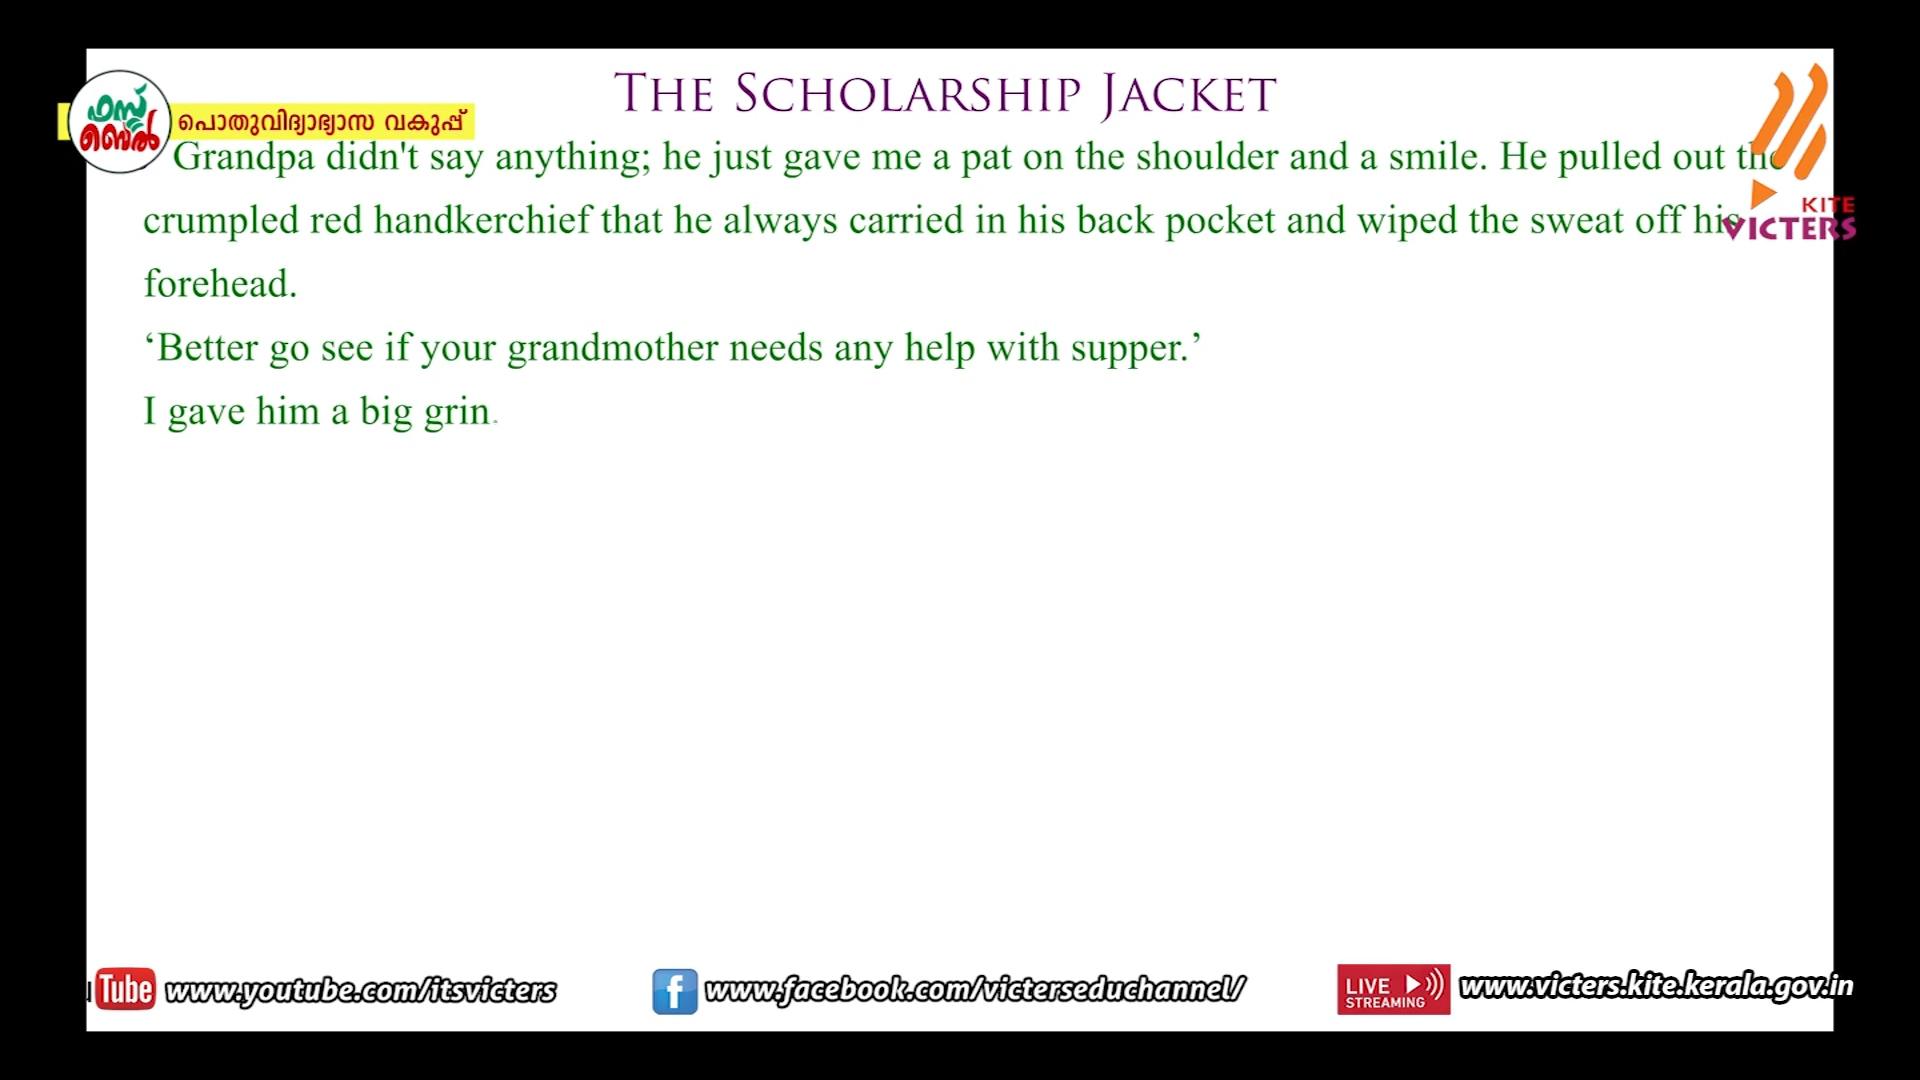 THE SCHOLARSHIP JACKET
ഫസ്റ്റ് ബെൽ
പൊതുവിദ്യാഭ്യാസ വകുപ്പ്
Grandpa didn't say anything; he just gave me a pat on the shoulder and a smile. He pulled out the
crumpled red handkerchief that he always carried in his back pocket and wiped the sweat off his
forehead.
‘Better go see if your grandmother needs any help with supper.’
I gave him a big grin.
KITE
VICTERS
Tube www.youtube.com/itsvicters
f www.facebook.com/victerseduchannel/
LIVE STREAMING www.victers.kite.kerala.gov.in